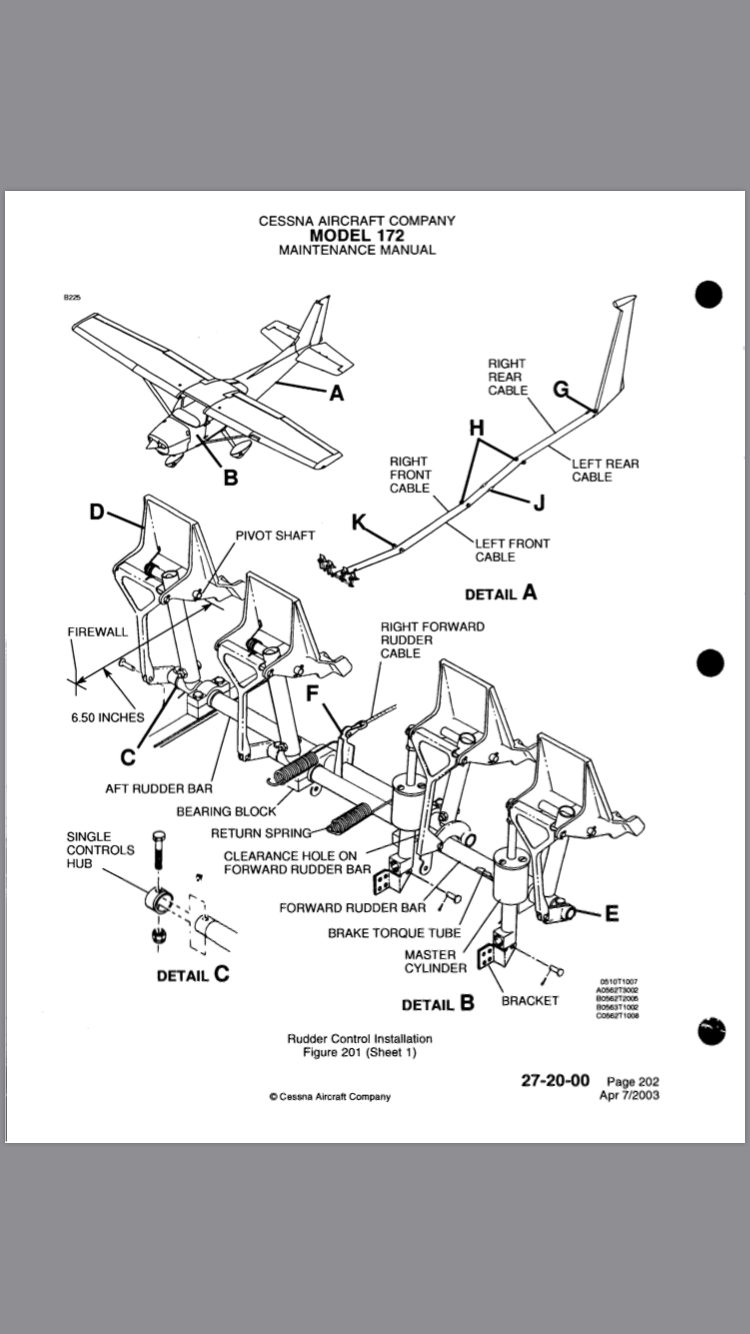 CESSNA AIRCRAFT COMPANY
MODEL 172
MAINTENANCE MANUAL
B225
A
B
RIGHT
REAR
CABLE
G
H
LEFT REAR
CABLE
RIGHT
FRONT
CABLE
J
K
LEFT FRONT
CABLE
DETAIL A
D
PIVOT SHAFT
FIREWALL
6.50 INCHES
C
RIGHT FORWARD
RUDDER
CABLE
F
AFT RUDDER BAR
BEARING BLOCK
RETURN SPRING
CLEARANCE HOLE ON
FORWARD RUDDER BAR
SINGLE
CONTROLS
HUB
FORWARD RUDDER BAR
BRAKE TORQUE TUBE
E
MASTER
CYLINDER
DETAIL C
BRACKET
DETAIL B
0510T1007
A0562T3002
B0562T2005
B0563T1002
C0562T1008
Rudder Control Installation
Figure 201 (Sheet 1)
27-20-00 Page 202
© Cessna Aircraft Company
Apr 7/2003